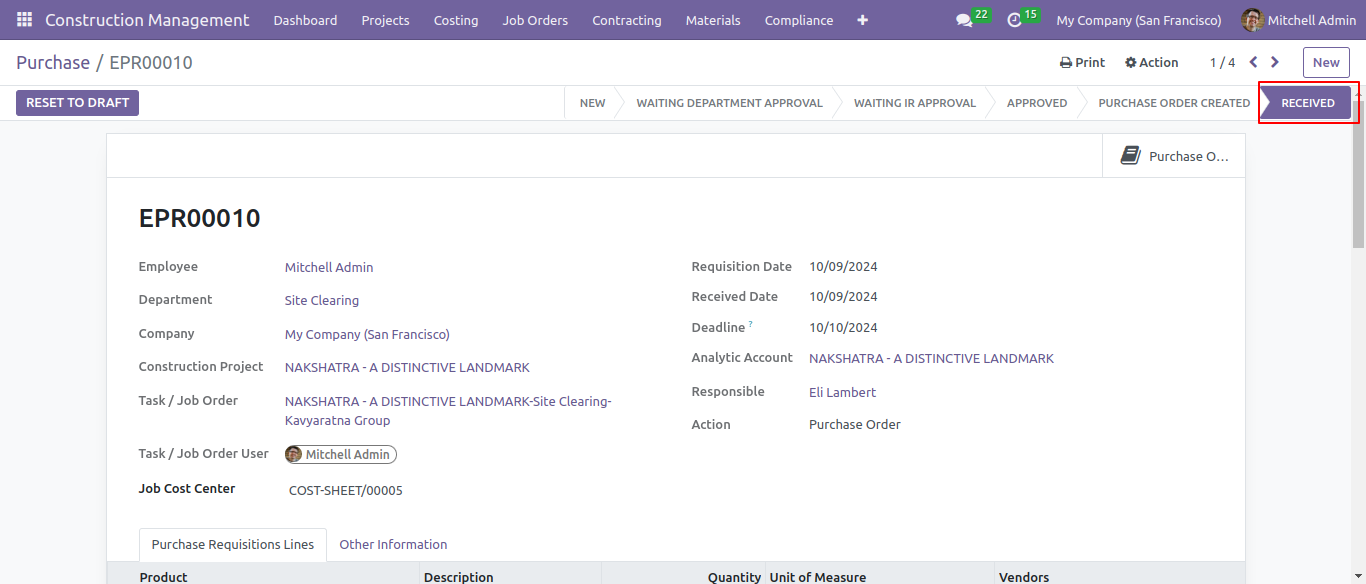 Construction Management Dashboard Projects Costing Job Orders Contracting Materials Compliance + 22 15 My Company (San Francisco) Mitchell Admin
Purchase / EPR00010 Print Action 1 / 4 New
RESET TO DRAFT NEW WAITING DEPARTMENT APPROVAL WAITING IR APPROVAL APPROVED PURCHASE ORDER CREATED RECEIVED
Purchase O...
EPR00010
Employee Mitchell Admin Requisition Date 10/09/2024
Department Site Clearing Received Date 10/09/2024
Company My Company (San Francisco) Deadline ? 10/10/2024
Construction Project NAKSHATRA - A DISTINCTIVE LANDMARK Analytic Account NAKSHATRA - A DISTINCTIVE LANDMARK
Task / Job Order NAKSHATRA - A DISTINCTIVE LANDMARK-Site Clearing- Responsible Eli Lambert
Kavyaratna Group Action Purchase Order
Task / Job Order User Mitchell Admin
Job Cost Center COST-SHEET/00005
Purchase Requisitions Lines Other Information
Product Description Quantity Unit of Measure Vendors